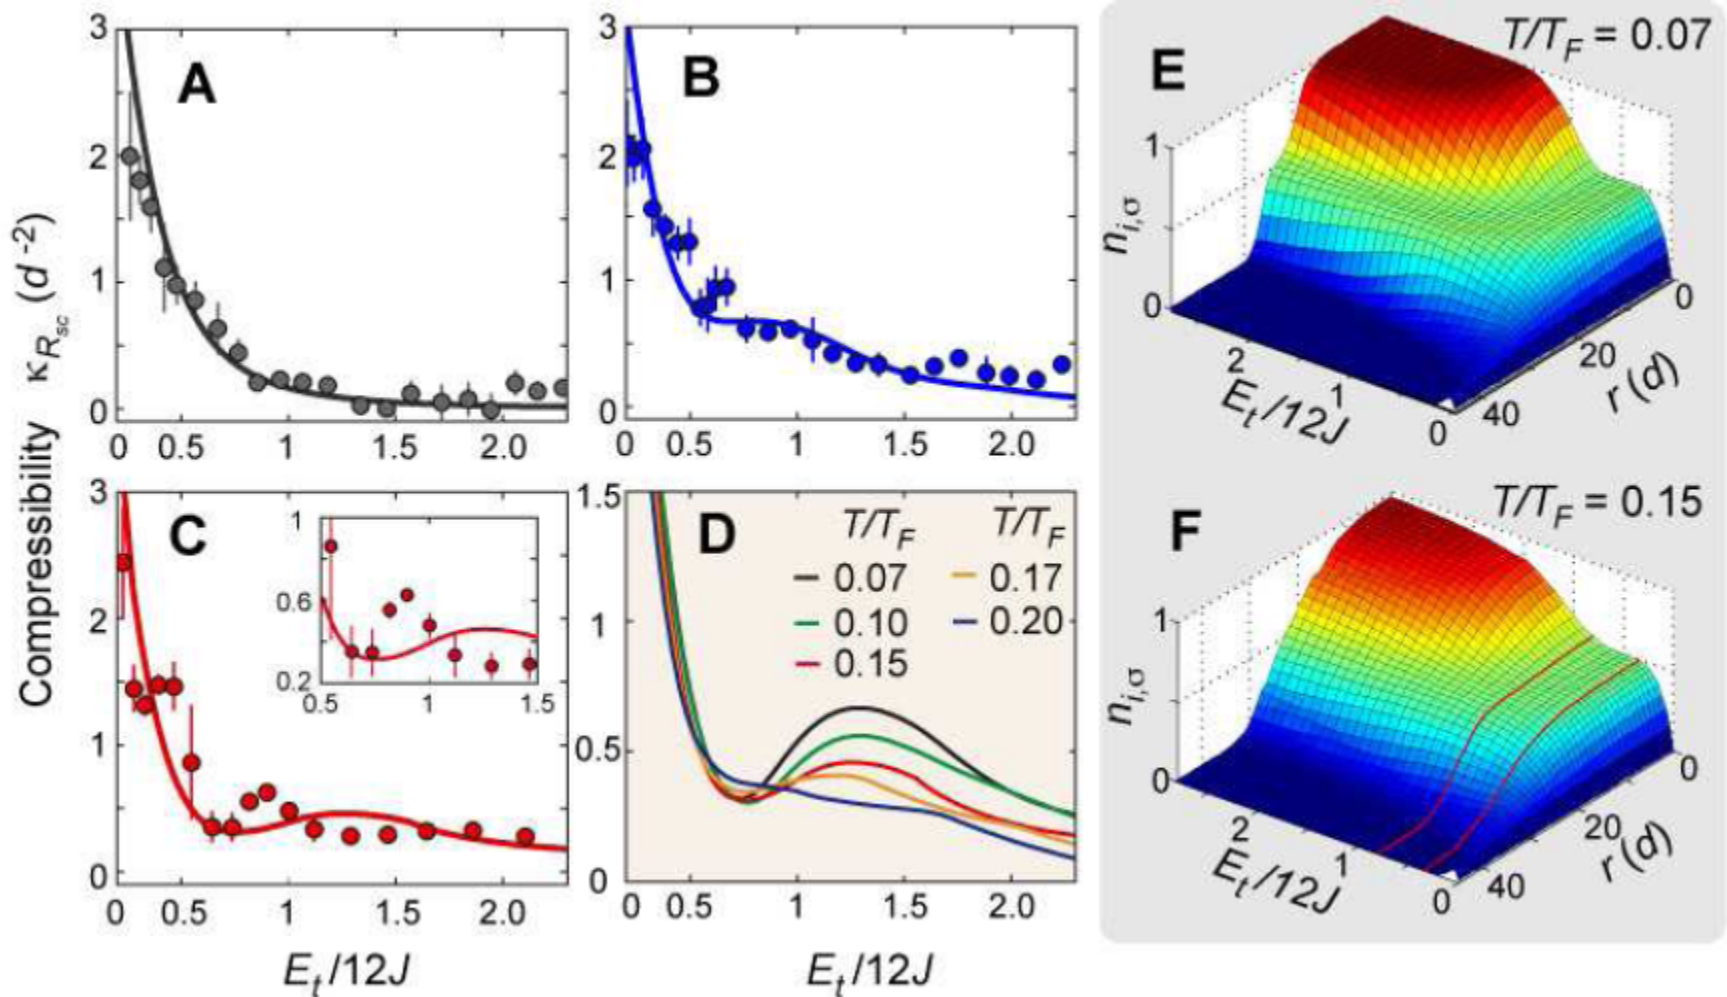 Compressibility κ_{R_{sc}} (d^{-2})
A
3
2
1
0
0 0.5 1 1.5 2.0
B
3
2
1
0
0 0.5 1 1.5 2.0
C
3
2
1
0
0 0.5 1 1.5 2.0
E_t/12J
1
0.6
0.2
0.5 1 1.5
D
1.5
1
0.5
0
0 0.5 1 1.5 2.0
E_t/12J
T/T_F T/T_F
0.07 0.17
0.10 0.20
0.15
E
T/T_F = 0.07
n_{i,σ}
1
0
2 1 0
E_t/12J
40 20 0
r (d)
F
T/T_F = 0.15
n_{i,σ}
1
0
2 1 0
E_t/12J
40 20 0
r (d)